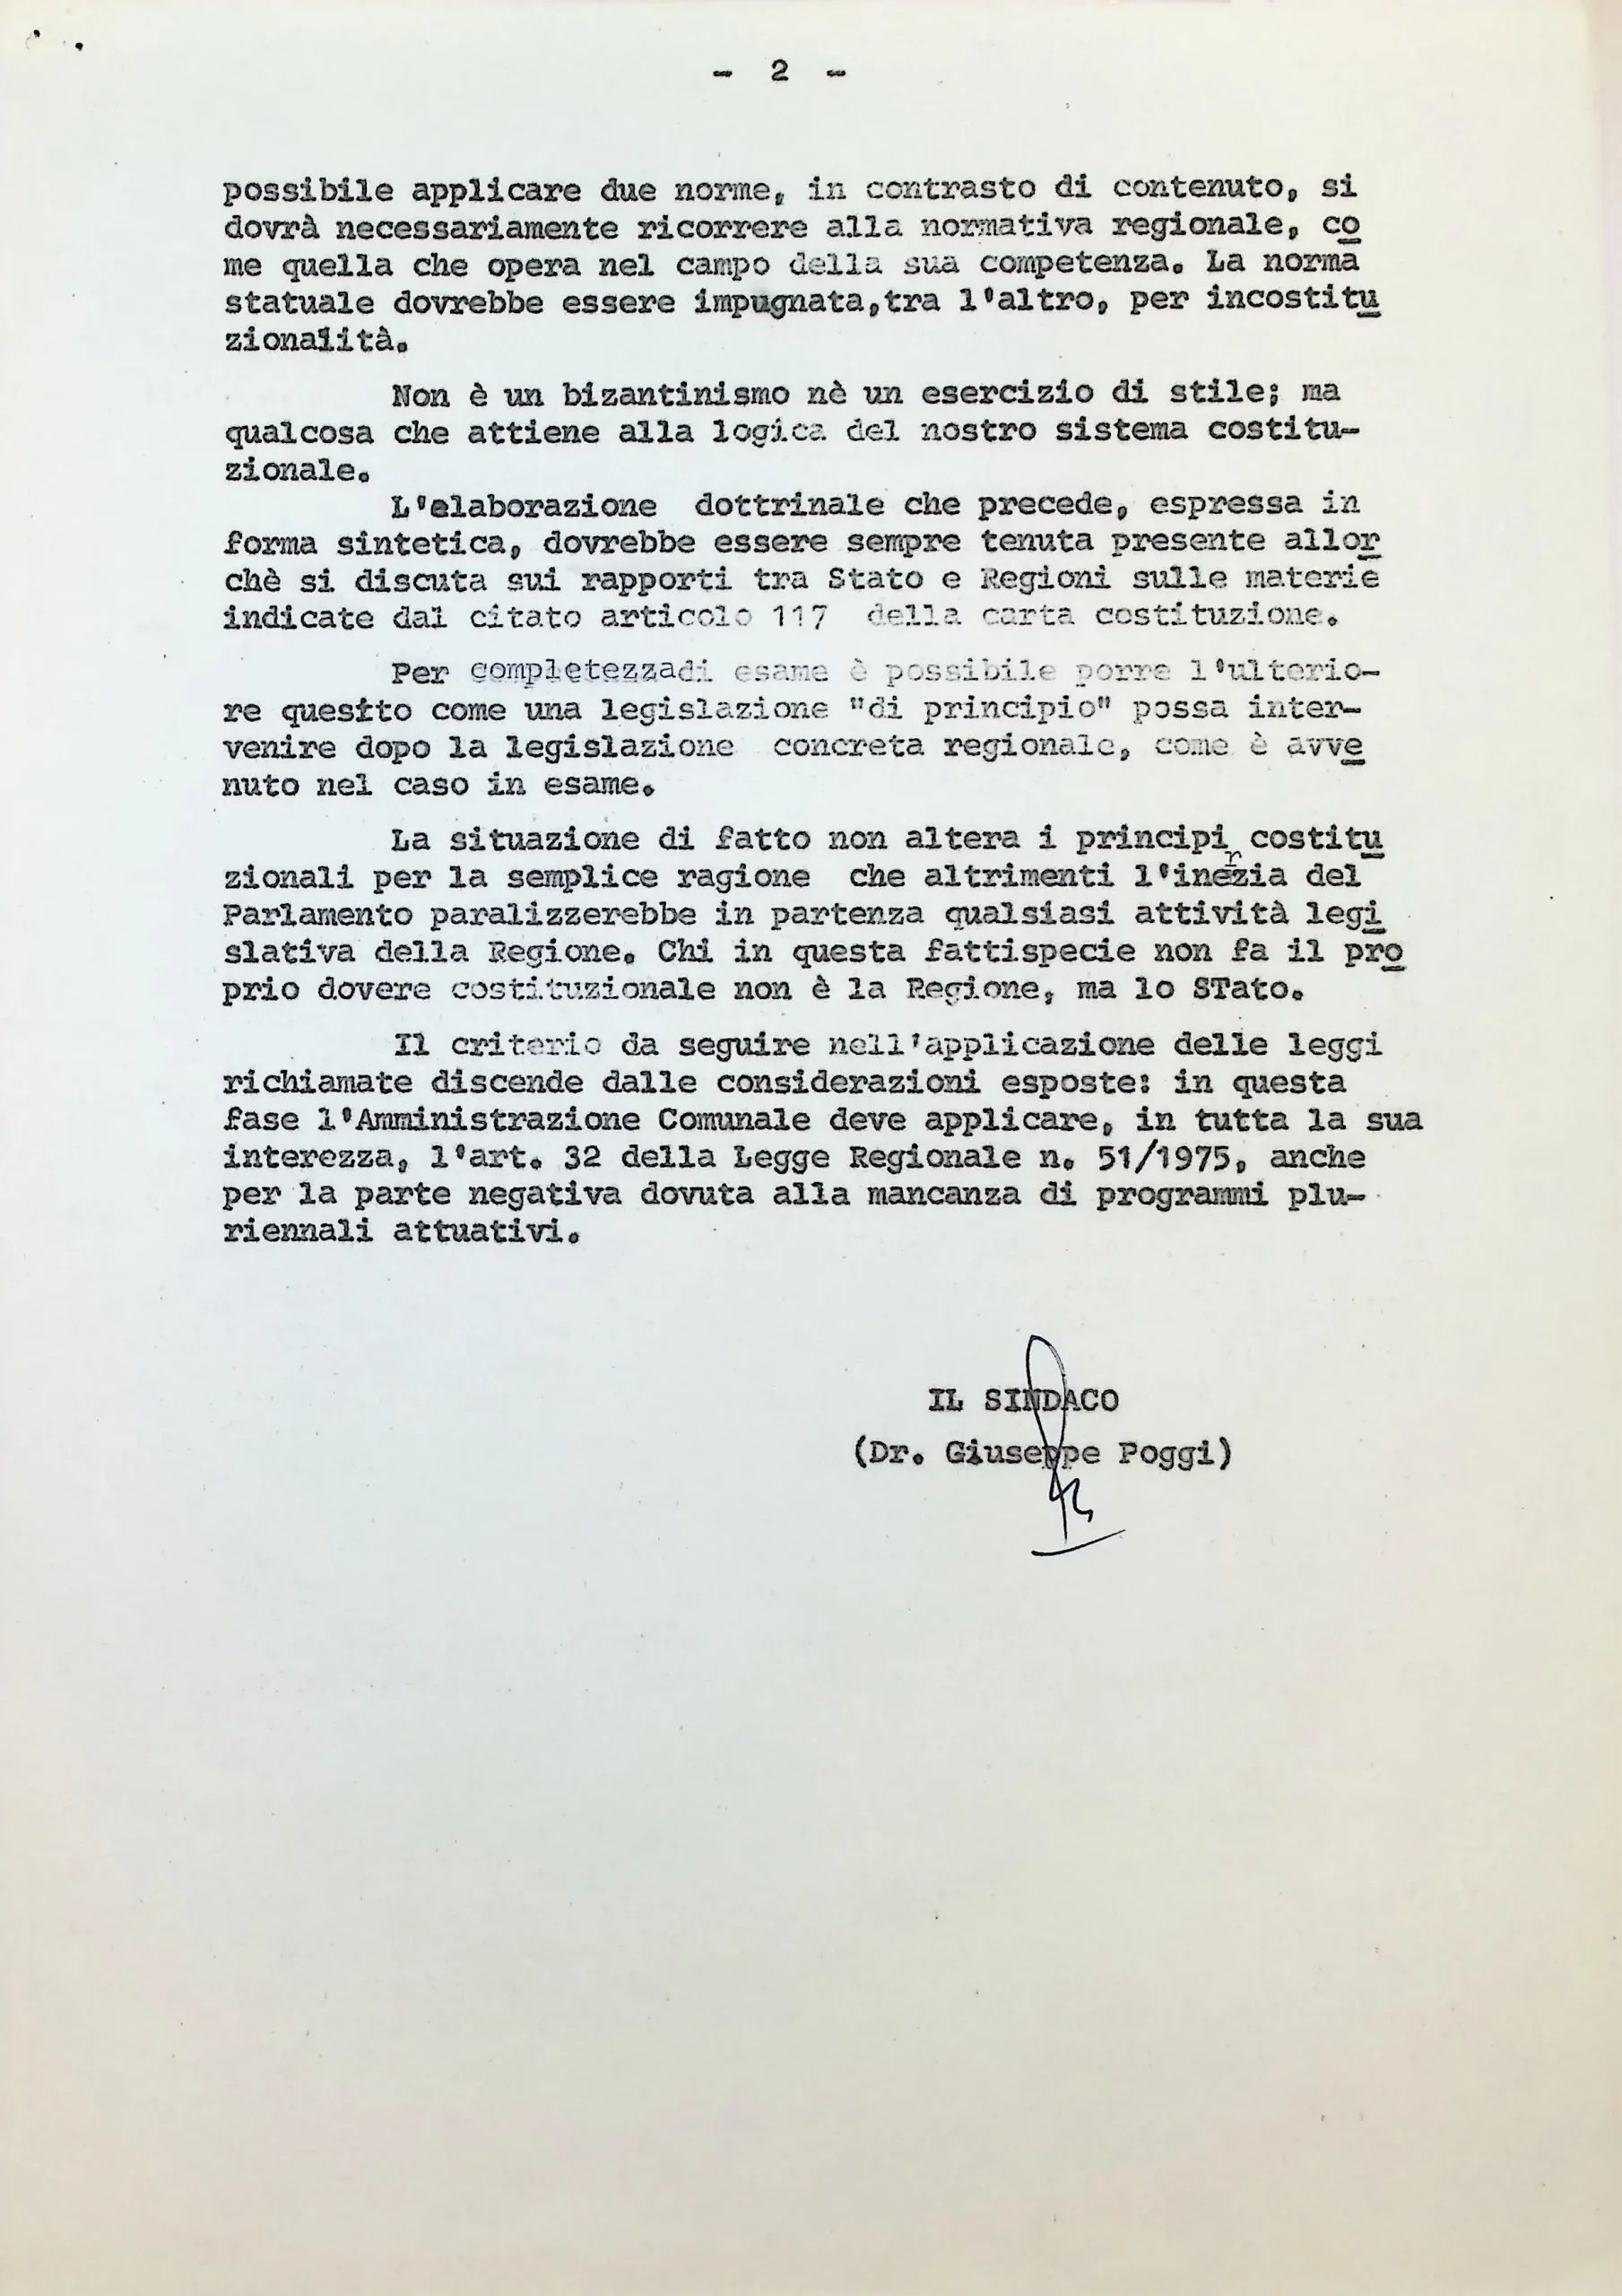 - 2 -
possibile applicare due norme, in contrasto di contenuto, si
dovrà necessariamente ricorrere alla normativa regionale, co
me quella che opera nel campo della sua competenza. La norma
statuale dovrebbe essere impugnata,tra l'altro, per incostitu
zionalità.
Non è un bizantinismo nè un esercizio di stile; ma
qualcosa che attiene alla logica del nostro sistema costitu-
zionale.
L'elaborazione dottrinale che precede, espressa in
forma sintetica, dovrebbe essere sempre tenuta presente allor
chè si discuta sui rapporti tra Stato e Regioni sulle materie
indicate dal citato articolo 117 della carta costituzione.
Per completezzadi esame è possibile porre l'ulterio-
re quesito come una legislazione "di principio" possa inter-
venire dopo la legislazione concreta regionale, come è avve
nuto nel caso in esame.
La situazione di fatto non altera i principi costitu
zionali per la semplice ragione che altrimenti l'inerzia del
Parlamento paralizzerebbe in partenza qualsiasi attività legi
slativa della Regione. Chi in questa fattispecie non fa il pro
prio dovere costituzionale non è la Regione, ma lo STato.
Il criterio da seguire nell'applicazione delle leggi
richiamate discende dalle considerazioni esposte: in questa
fase l'Amministrazione Comunale deve applicare, in tutta la sua
interezza, l'art. 32 della Legge Regionale n. 51/1975, anche
per la parte negativa dovuta alla mancanza di programmi plu-
riennali attuativi.
IL SINDACO
(Dr. Giuseppe Poggi)